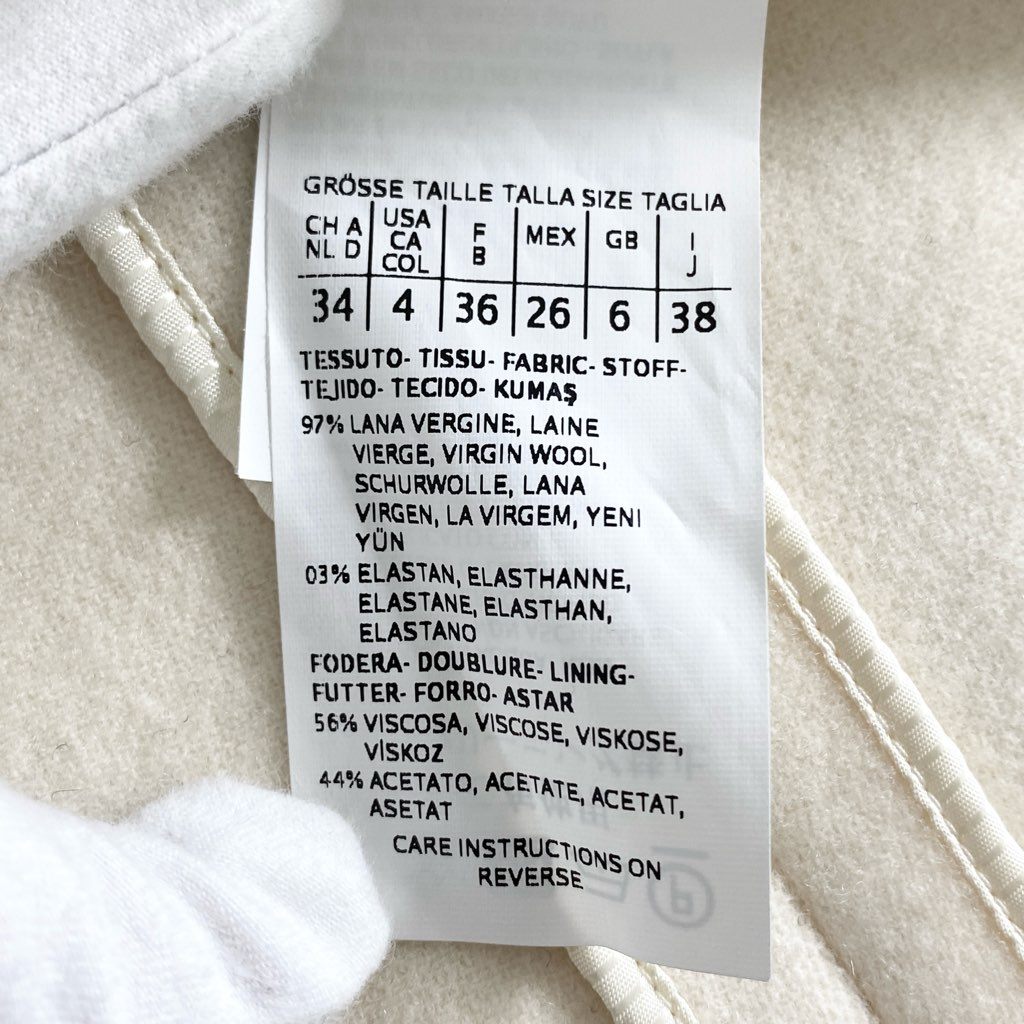 GRÖSSE TAILLE TALLA SIZE TAGLIA
CH A NL D USA CA COL F B MEX GB I J
34 4 36 26 6 38
TESSUTO- TISSU- FABRIC- STOFF-
TEJIDO- TECIDO- KUMAŞ
97% LANA VERGINE, LAINE
VIERGE, VIRGIN WOOL,
SCHURWOLLE, LANA
VIRGEN, LA VIRGEM, YENI
YÜN
03% ELASTAN, ELASTHANNE,
ELASTANE, ELASTHAN,
ELASTANO
FODERA- DOUBLURE- LINING-
FUTTER- FORRO- ASTAR
56% VISCOSA, VISCOSE, VISKOSE,
VİSKOZ
44% ACETATO, ACETATE, ACETAT,
ASETAT
CARE INSTRUCTIONS ON
REVERSE